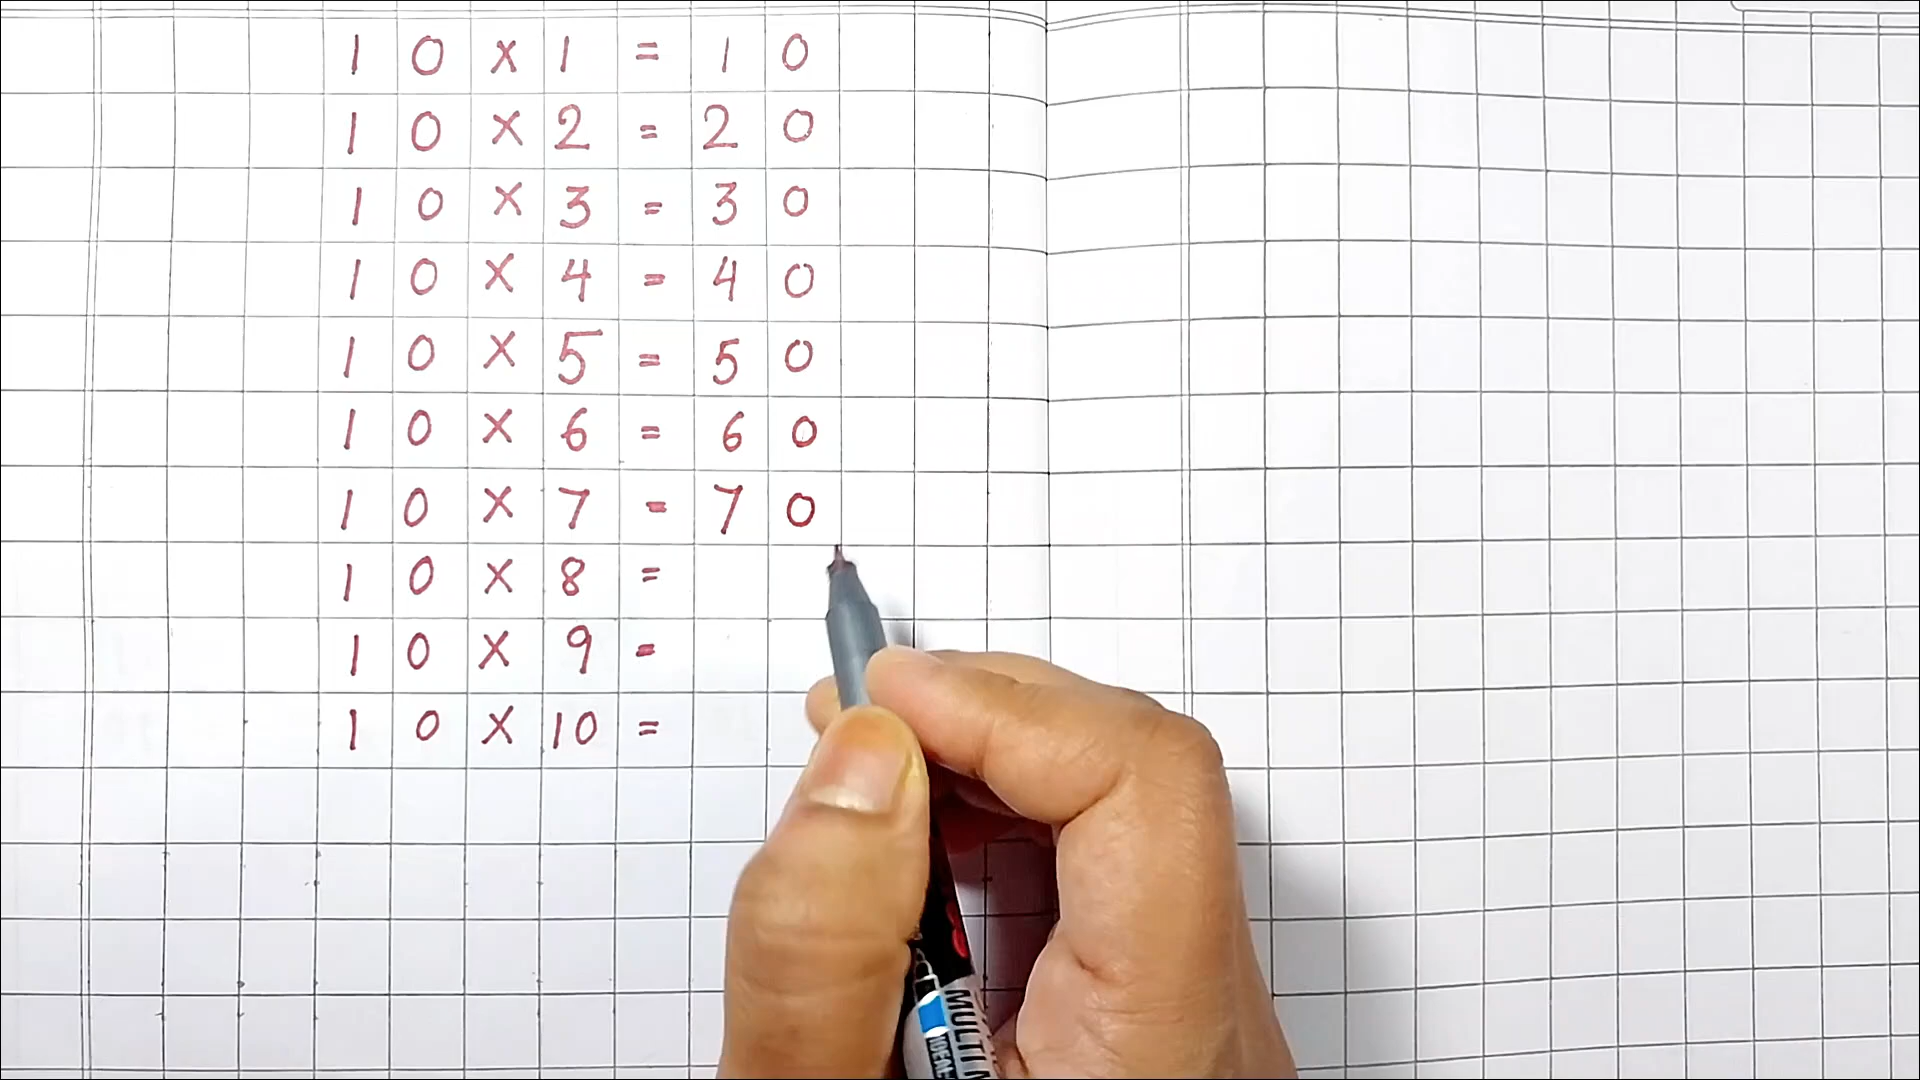 10 × 1 = 10
10 × 2 = 20
10 × 3 = 30
10 × 4 = 40
10 × 5 = 50
10 × 6 = 60
10 × 7 = 70
10 × 8 =
10 × 9 =
10 × 10 =
MULTI